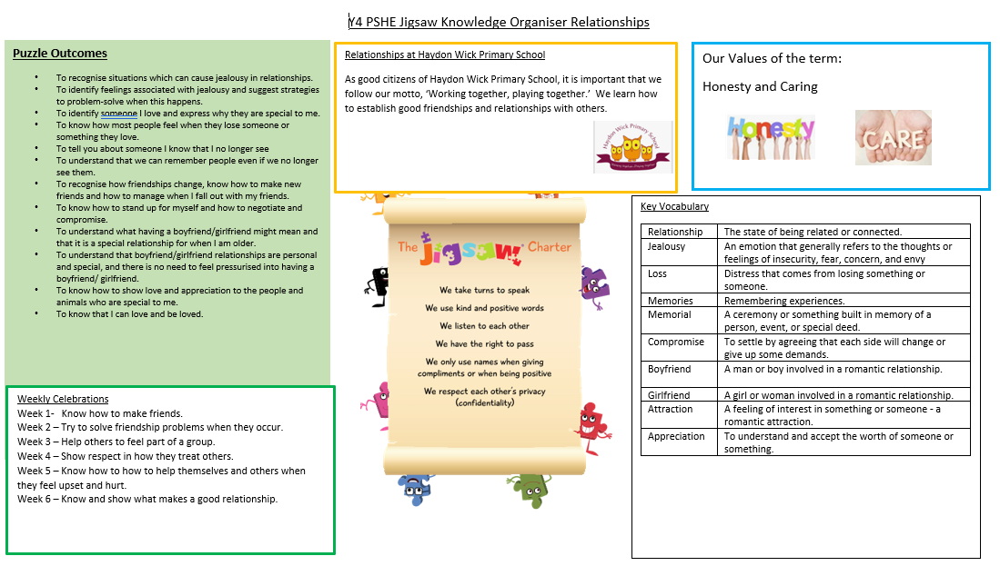 Y4 PSHE Jigsaw Knowledge Organiser Relationships
Puzzle Outcomes
• To recognise situations which can cause jealousy in relationships.
• To identify feelings associated with jealousy and suggest strategies
to problem-solve when this happens.
• To identify someone I love and express why they are special to me.
• To know how most people feel when they lose someone or
something they love.
• To tell you about someone I know that I no longer see
• To understand that we can remember people even if we no longer
see them.
• To recognise how friendships change, know how to make new
friends and how to manage when I fall out with my friends.
• To know how to stand up for myself and how to negotiate and
compromise.
• To understand what having a boyfriend/girlfriend might mean and
that it is a special relationship for when I am older.
• To understand that boyfriend/girlfriend relationships are personal
and special, and there is no need to feel pressurised into having a
boyfriend/ girlfriend.
• To know how to show love and appreciation to the people and
animals who are special to me.
• To know that I can love and be loved.
Weekly Celebrations
Week 1- Know how to make friends.
Week 2 – Try to solve friendship problems when they occur.
Week 3 – Help others to feel part of a group.
Week 4 – Show respect in how they treat others.
Week 5 – Know how to how to help themselves and others when
they feel upset and hurt.
Week 6 – Know and show what makes a good relationship.
Relationships at Haydon Wick Primary School
As good citizens of Haydon Wick Primary School, it is important that we
follow our motto, ‘Working together, playing together.’ We learn how
to establish good friendships and relationships with others.
Haydon Wick Primary School
The Jigsaw Charter
We take turns to speak
We use kind and positive words
We listen to each other
We have the right to pass
We only use names when giving
compliments or when being positive
We respect each other's privacy
(confidentiality)
Our Values of the term:
Honesty and Caring
Honesty
CARE
Key Vocabulary
Relationship The state of being related or connected.
Jealousy An emotion that generally refers to the thoughts or
feelings of insecurity, fear, concern, and envy
Loss Distress that comes from losing something or
someone.
Memories Remembering experiences.
Memorial A ceremony or something built in memory of a
person, event, or special deed.
Compromise To settle by agreeing that each side will change or
give up some demands.
Boyfriend A man or boy involved in a romantic relationship.
Girlfriend A girl or woman involved in a romantic relationship.
Attraction A feeling of interest in something or someone - a
romantic attraction.
Appreciation To understand and accept the worth of someone or
something.